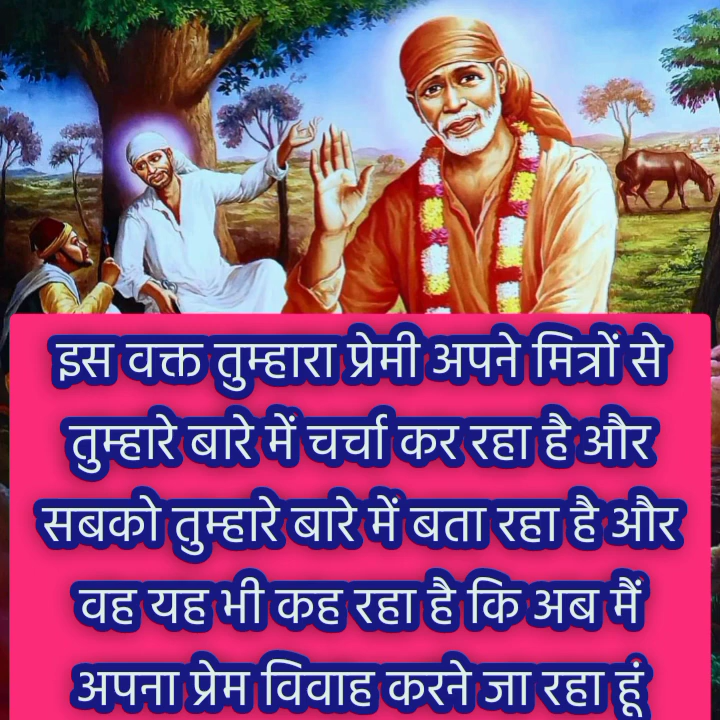 इस वक्त तुम्हारा प्रेमी अपने मित्रों से
तुम्हारे बारे में चर्चा कर रहा है और
सबको तुम्हारे बारे में बता रहा है और
वह यह भी कह रहा है कि अब मैं
अपना प्रेम विवाह करने जा रहा हूं